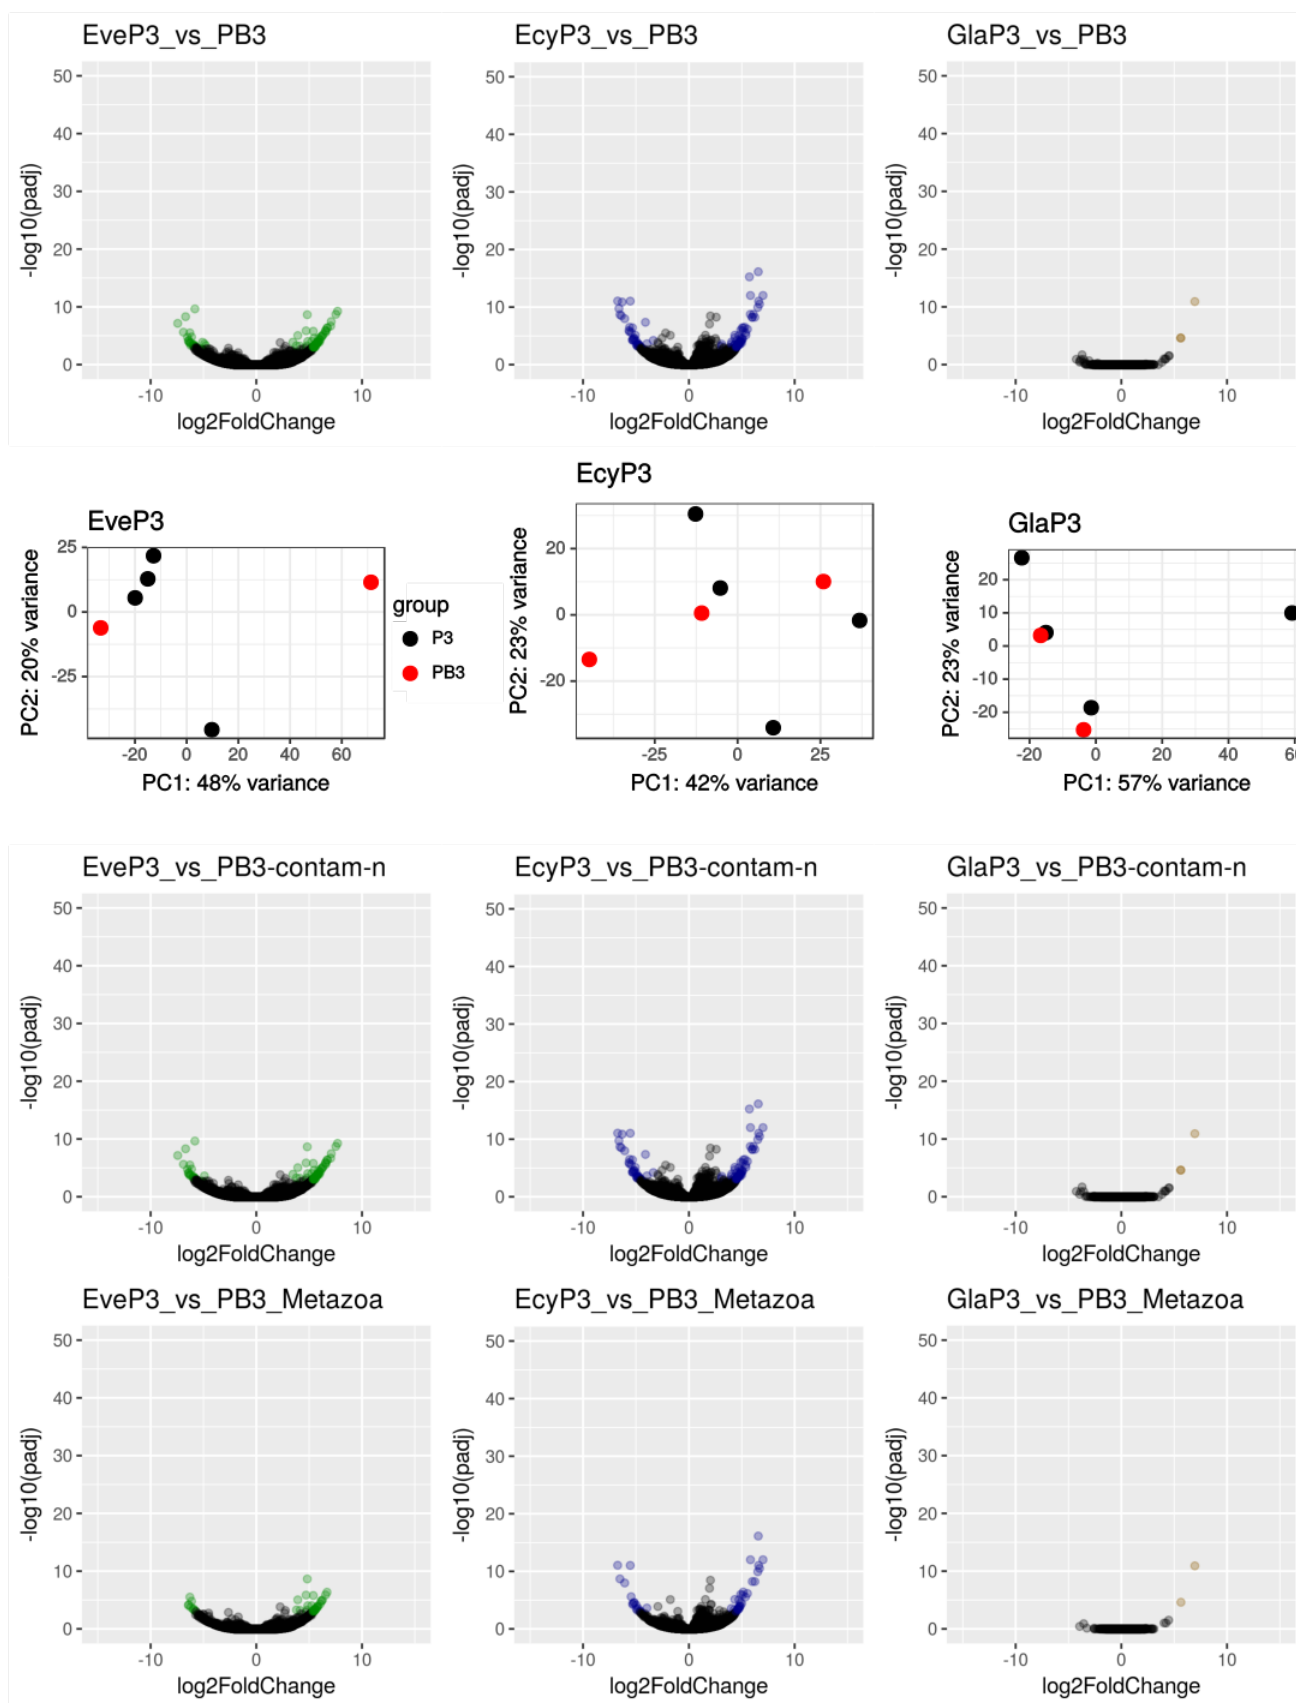 EveP3_vs_PB3 EcyP3_vs_PB3 GlaP3_vs_PB3
-log10(padj) -log10(padj) -log10(padj)
50 50 50
40 40 40
30 30 30
20 20 20
10 10 10
0 0 0
-10 0 10 -10 0 10 -10 0 10
log2FoldChange log2FoldChange log2FoldChange
EveP3
PC2: 20% variance
25
0
-25
-20 0 20 40 60
PC1: 48% variance
group
P3
PB3
EcyP3
PC2: 23% variance
20
0
-20
-25 0 25
PC1: 42% variance
GlaP3
PC2: 23% variance
20
10
0
-10
-20
-20 0 20 40
PC1: 57% variance
EveP3_vs_PB3-contam-n EcyP3_vs_PB3-contam-n GlaP3_vs_PB3-contam-n
-log10(padj) -log10(padj) -log10(padj)
50 50 50
40 40 40
30 30 30
20 20 20
10 10 10
0 0 0
-10 0 10 -10 0 10 -10 0 10
log2FoldChange log2FoldChange log2FoldChange
EveP3_vs_PB3_Metazoa EcyP3_vs_PB3_Metazoa GlaP3_vs_PB3_Metazoa
-log10(padj) -log10(padj) -log10(padj)
50 50 50
40 40 40
30 30 30
20 20 20
10 10 10
0 0 0
-10 0 10 -10 0 10 -10 0 10
log2FoldChange log2FoldChange log2FoldChange